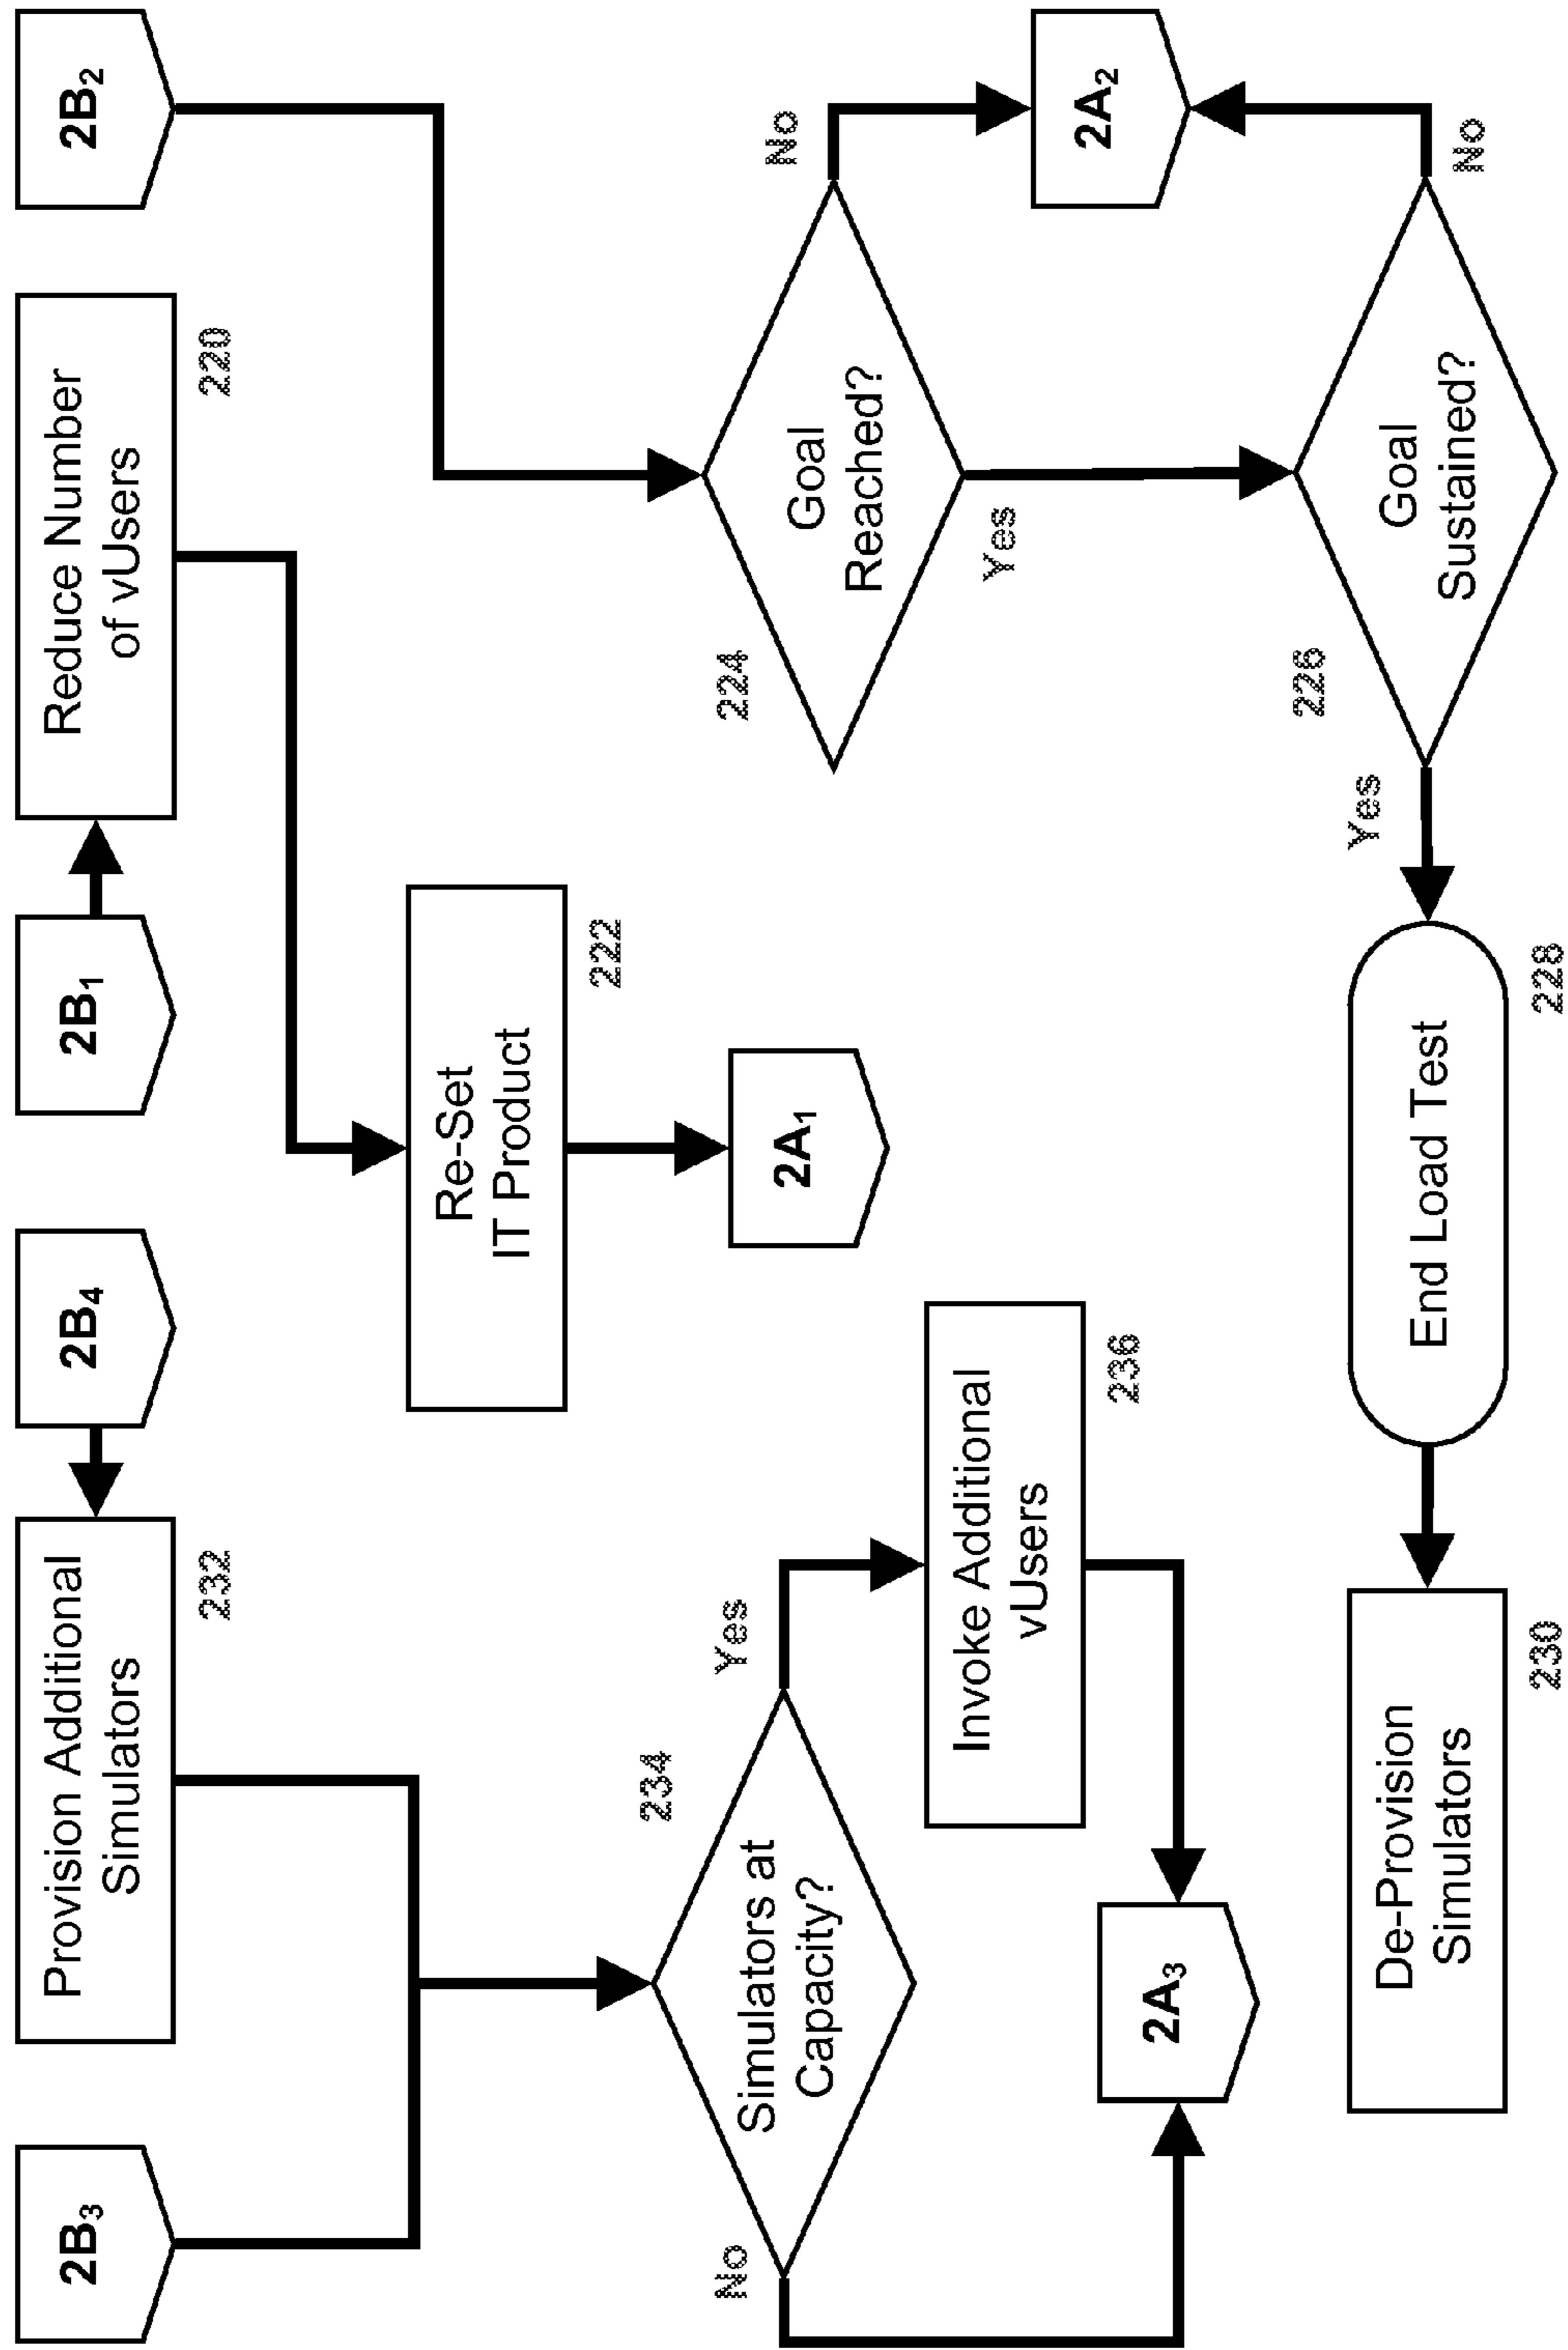 2B₃
Provision Additional
Simulators
232
2B₄
2B₁
Reduce Number
of vUsers
220
2B₂
Re-Set
IT Product
222
2A₁
Simulators at
Capacity?
234
No
Yes
Invoke Additional
vUsers
236
2A₃
Goal
Reached?
224
No
Yes
2A₂
Goal
Sustained?
226
No
Yes
End Load Test
228
De-Provision
Simulators
230